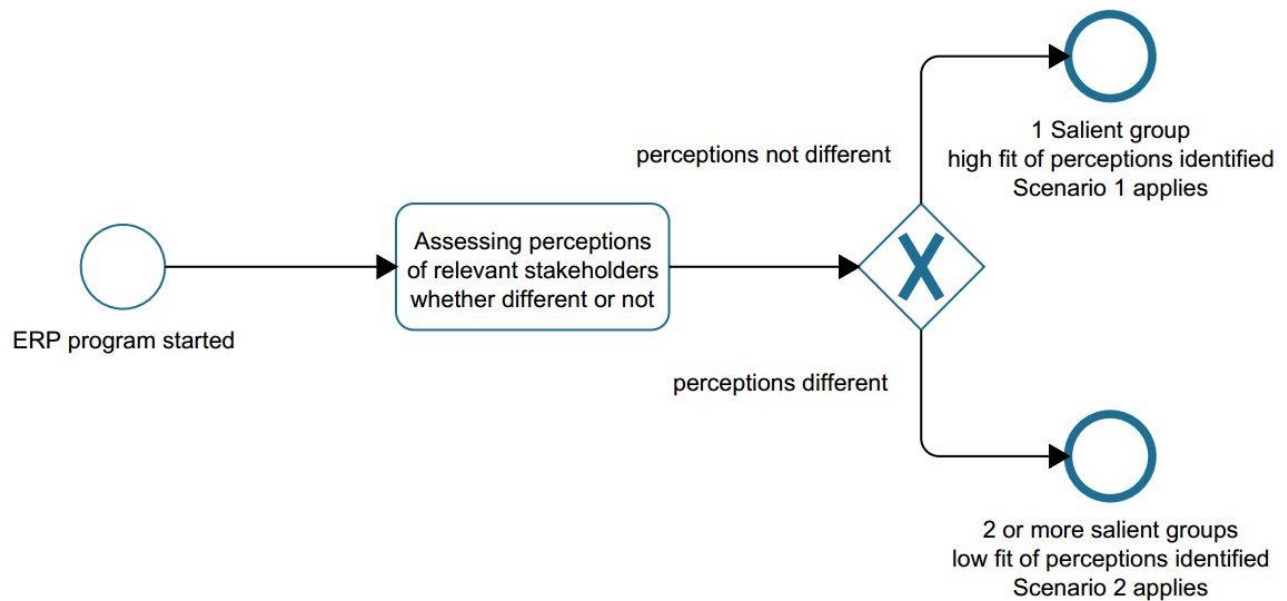 ERP program started
Assessing perceptions
of relevant stakeholders
whether different or not
perceptions not different
1 Salient group
high fit of perceptions identified
Scenario 1 applies
perceptions different
2 or more salient groups
low fit of perceptions identified
Scenario 2 applies